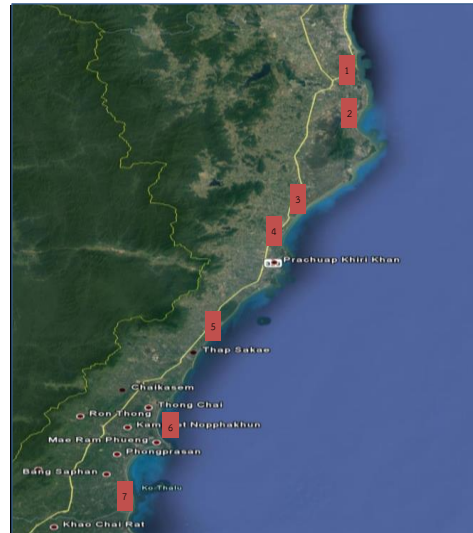 1
2
3
4
Prachuap Khiri Khan
5
Thap Sakae
Chaikasem
Thong Chai
Ron Thong
6
Mae Ram Phueng
Phongprasan
Bang Saphan
7
Ko Thalu
Khao Chai Rat